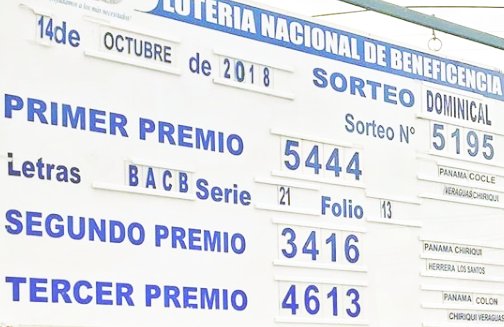 LOTERIA NACIONAL DE BENEFICENCIA
14 de OCTUBRE de 2018 SORTEO DOMINICAL
Sorteo N° 5195
PRIMER PREMIO 5444 PANAMA COCLE
Letras BACB Serie 21 Folio 13 VERAGUAS CHIRIQUI
SEGUNDO PREMIO 3416 PANAMA CHIRIQUI
HERRERA LOS SANTOS
TERCER PREMIO 4613 PANAMA COLON
CHIRIQUI VERAGUAS